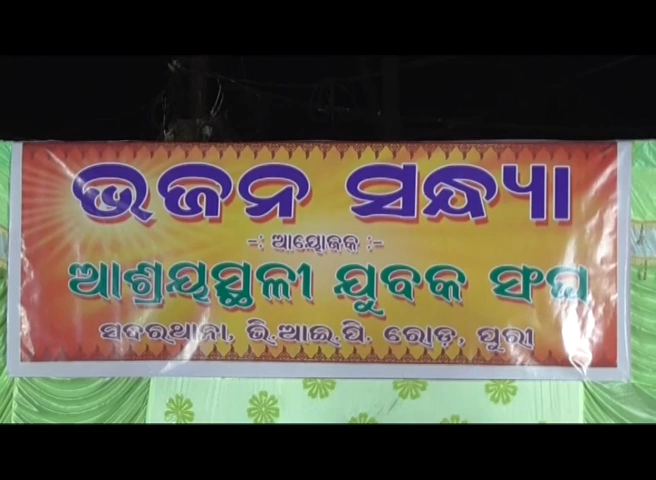 ଭଜନ ସନ୍ଧ୍ୟା
-: ଆୟୋଜକ :-
ଆଶ୍ରୟସ୍ଥଳୀ ଯୁବକ ସଂଘ
ସଦରଥାନା, ଭି.ଆଇ.ପି. ରୋଡ଼, ପୁରୀ